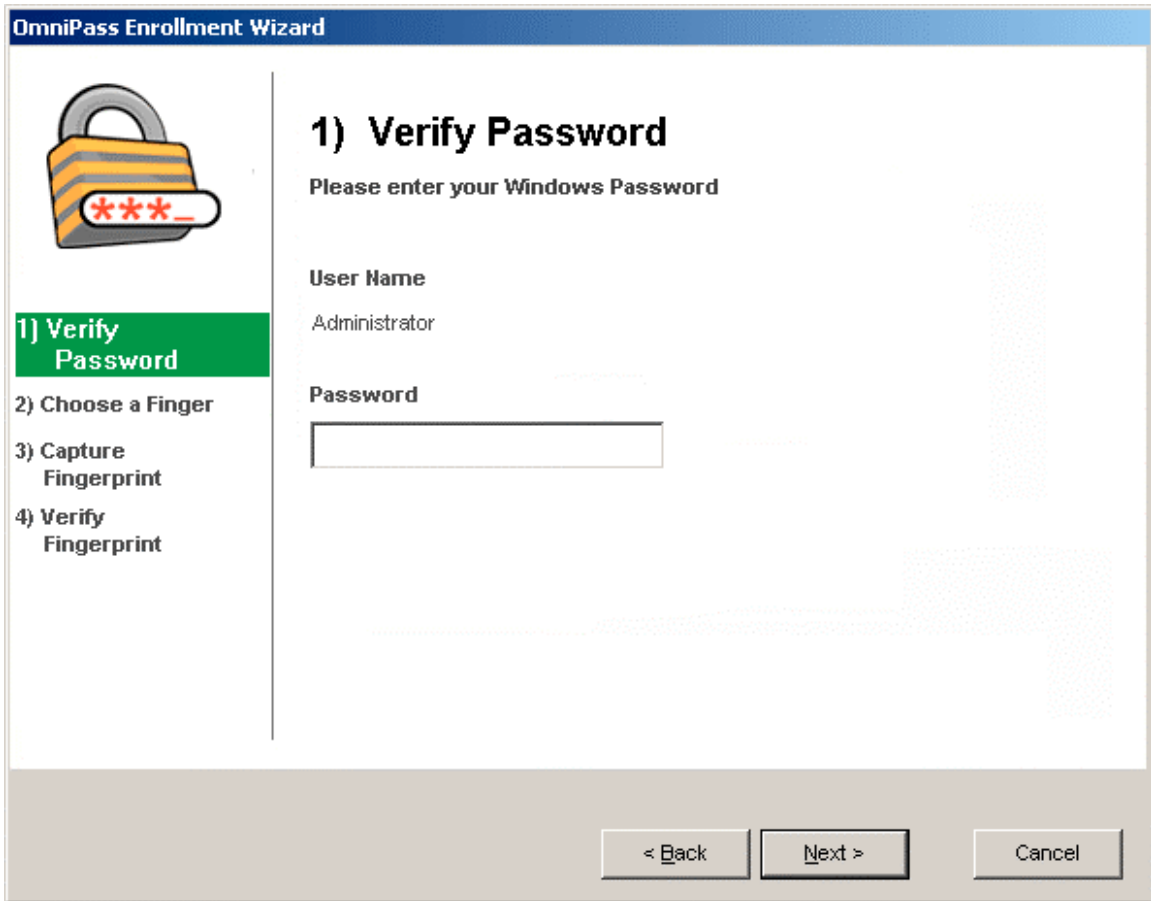 OmniPass Enrollment Wizard
***_
1) Verify
Password
2) Choose a Finger
3) Capture
Fingerprint
4) Verify
Fingerprint
1) Verify Password
Please enter your Windows Password
User Name
Administrator
Password
< Back
Next >
Cancel